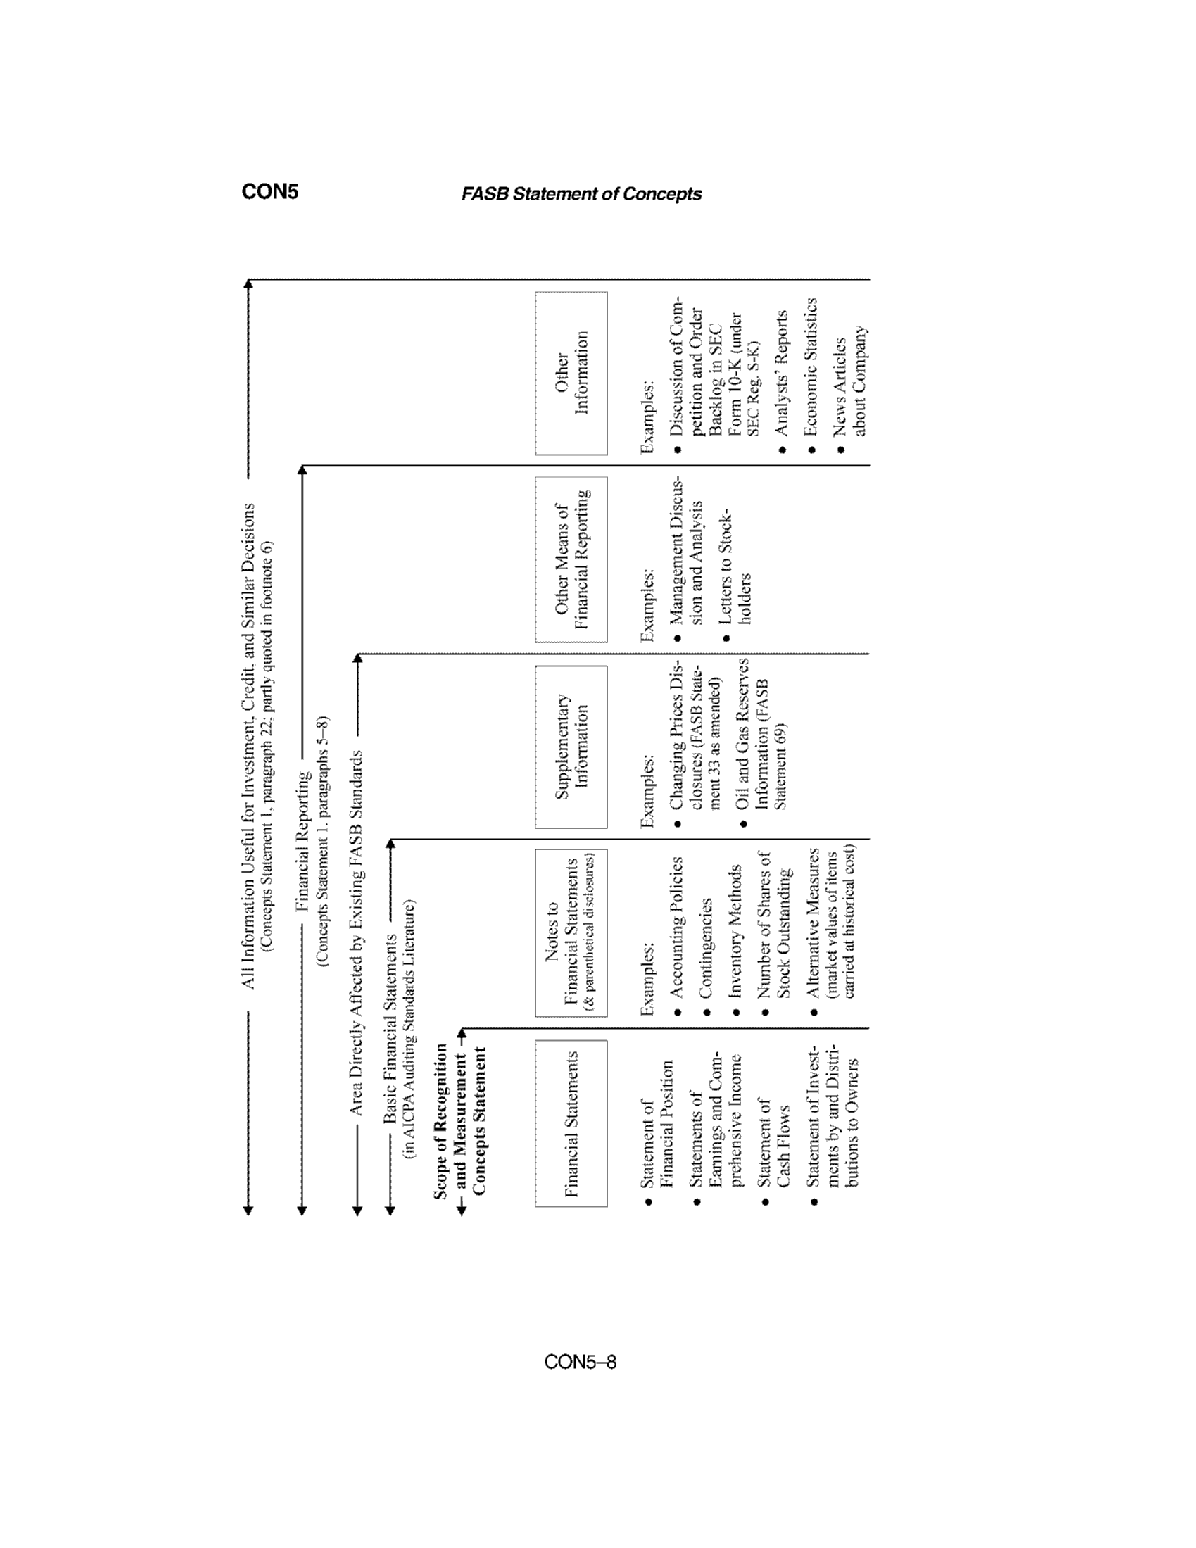 CON5
FASB Statement of Concepts
All Information Useful for Investment, Credit, and Similar Decisions
(Concepts Statement 1, paragraph 22; partly quoted in footnote 6)
Financial Reporting
(Concepts Statement 1, paragraphs 5–8)
Area Directly Affected by Existing FASB Standards
Basic Financial Statements
(in AICPA Auditing Standards Literature)
Scope of Recognition
and Measurement
Concepts Statement
Financial Statements
• Statement of
Financial Position
• Statements of
Earnings and Com-
prehensive Income
• Statement of
Cash Flows
• Statement of Invest-
ments by and Distri-
butions to Owners
Notes to
Financial Statements
(& parenthetical disclosures)
Examples:
• Accounting Policies
• Contingencies
• Inventory Methods
• Number of Shares of
Stock Outstanding
• Alternative Measures
(market values of items
carried at historical cost)
Supplementary
Information
Examples:
• Changing Prices Dis-
closures (FASB State-
ment 33 as amended)
• Oil and Gas Reserves
Information (FASB
Statement 69)
Other Means of
Financial Reporting
Examples:
• Management Discus-
sion and Analysis
• Letters to Stock-
holders
Other
Information
Examples:
• Discussion of Com-
petition and Order
Backlog in SEC
Form 10-K (under
SEC Reg. S-K)
• Analysts' Reports
• Economic Statistics
• News Articles
about Company
CON5–8